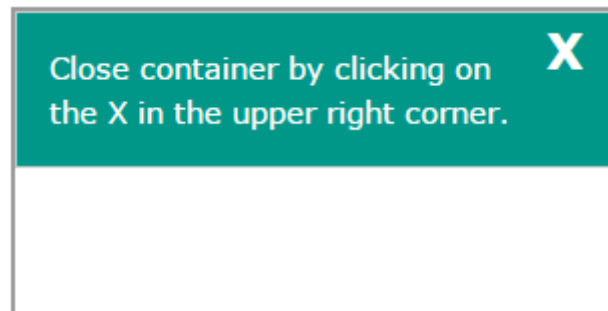 Close container by clicking on
the X in the upper right corner.
X